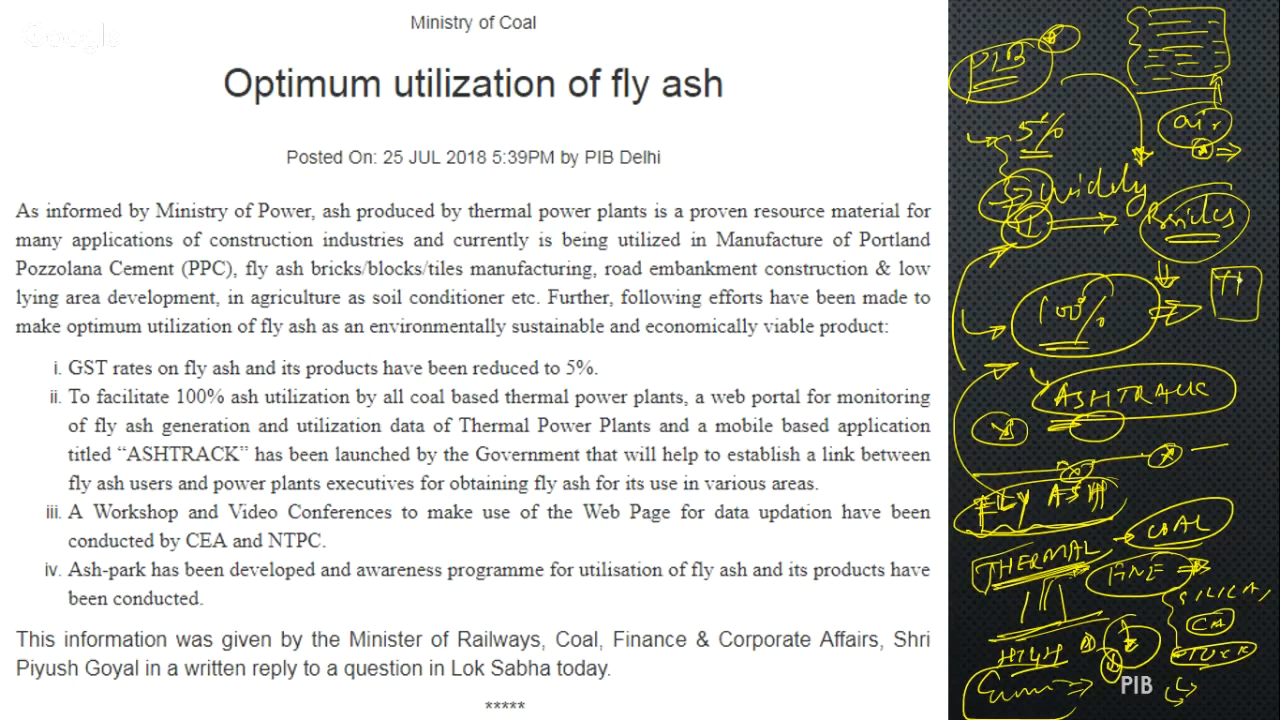 Google
Ministry of Coal
Optimum utilization of fly ash
Posted On: 25 JUL 2018 5:39PM by PIB Delhi
As informed by Ministry of Power, ash produced by thermal power plants is a proven resource material for
many applications of construction industries and currently is being utilized in Manufacture of Portland
Pozzolana Cement (PPC), fly ash bricks/blocks/tiles manufacturing, road embankment construction & low
lying area development, in agriculture as soil conditioner etc. Further, following efforts have been made to
make optimum utilization of fly ash as an environmentally sustainable and economically viable product:
i. GST rates on fly ash and its products have been reduced to 5%.
ii. To facilitate 100% ash utilization by all coal based thermal power plants, a web portal for monitoring
of fly ash generation and utilization data of Thermal Power Plants and a mobile based application
titled “ASHTRACK” has been launched by the Government that will help to establish a link between
fly ash users and power plants executives for obtaining fly ash for its use in various areas.
iii. A Workshop and Video Conferences to make use of the Web Page for data updation have been
conducted by CEA and NTPC.
iv. Ash-park has been developed and awareness programme for utilisation of fly ash and its products have
been conducted.
This information was given by the Minister of Railways, Coal, Finance & Corporate Affairs, Shri
Piyush Goyal in a written reply to a question in Lok Sabha today.
*****
PIB
air
5%
widely
100%
ASHTRACK
FLY ASH
THERMAL
COAL
FINE
HIGH
PIB